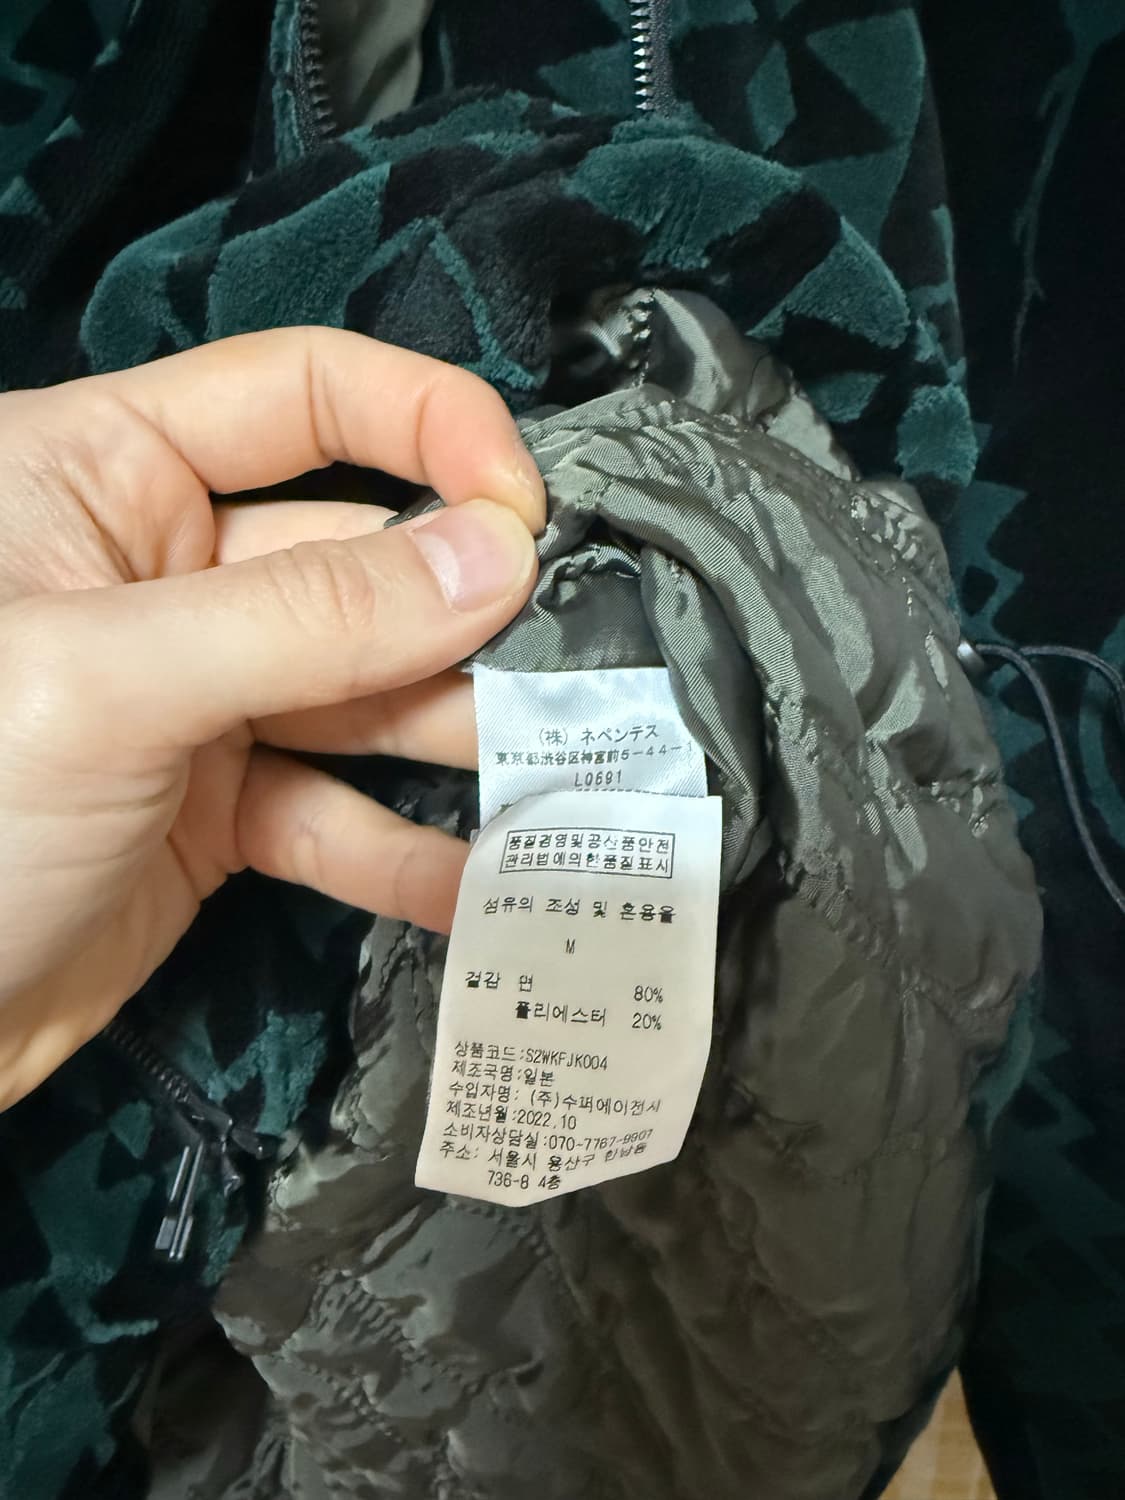 (株) ネペンテス
東京都渋谷区神宮前5-44-1
L0691
품질경영및공산품안전
관리법에의한품질표시
섬유의 조성 및 혼용율
M
겉감 면 80%
폴리에스터 20%
상품코드:S2WKFJK004
제조국명:일본
수입자명: (주)수퍼에이전시
제조년월:2022.10
소비자상담실:070-7767-9907
주소: 서울시 용산구 한남동
736-8 4층